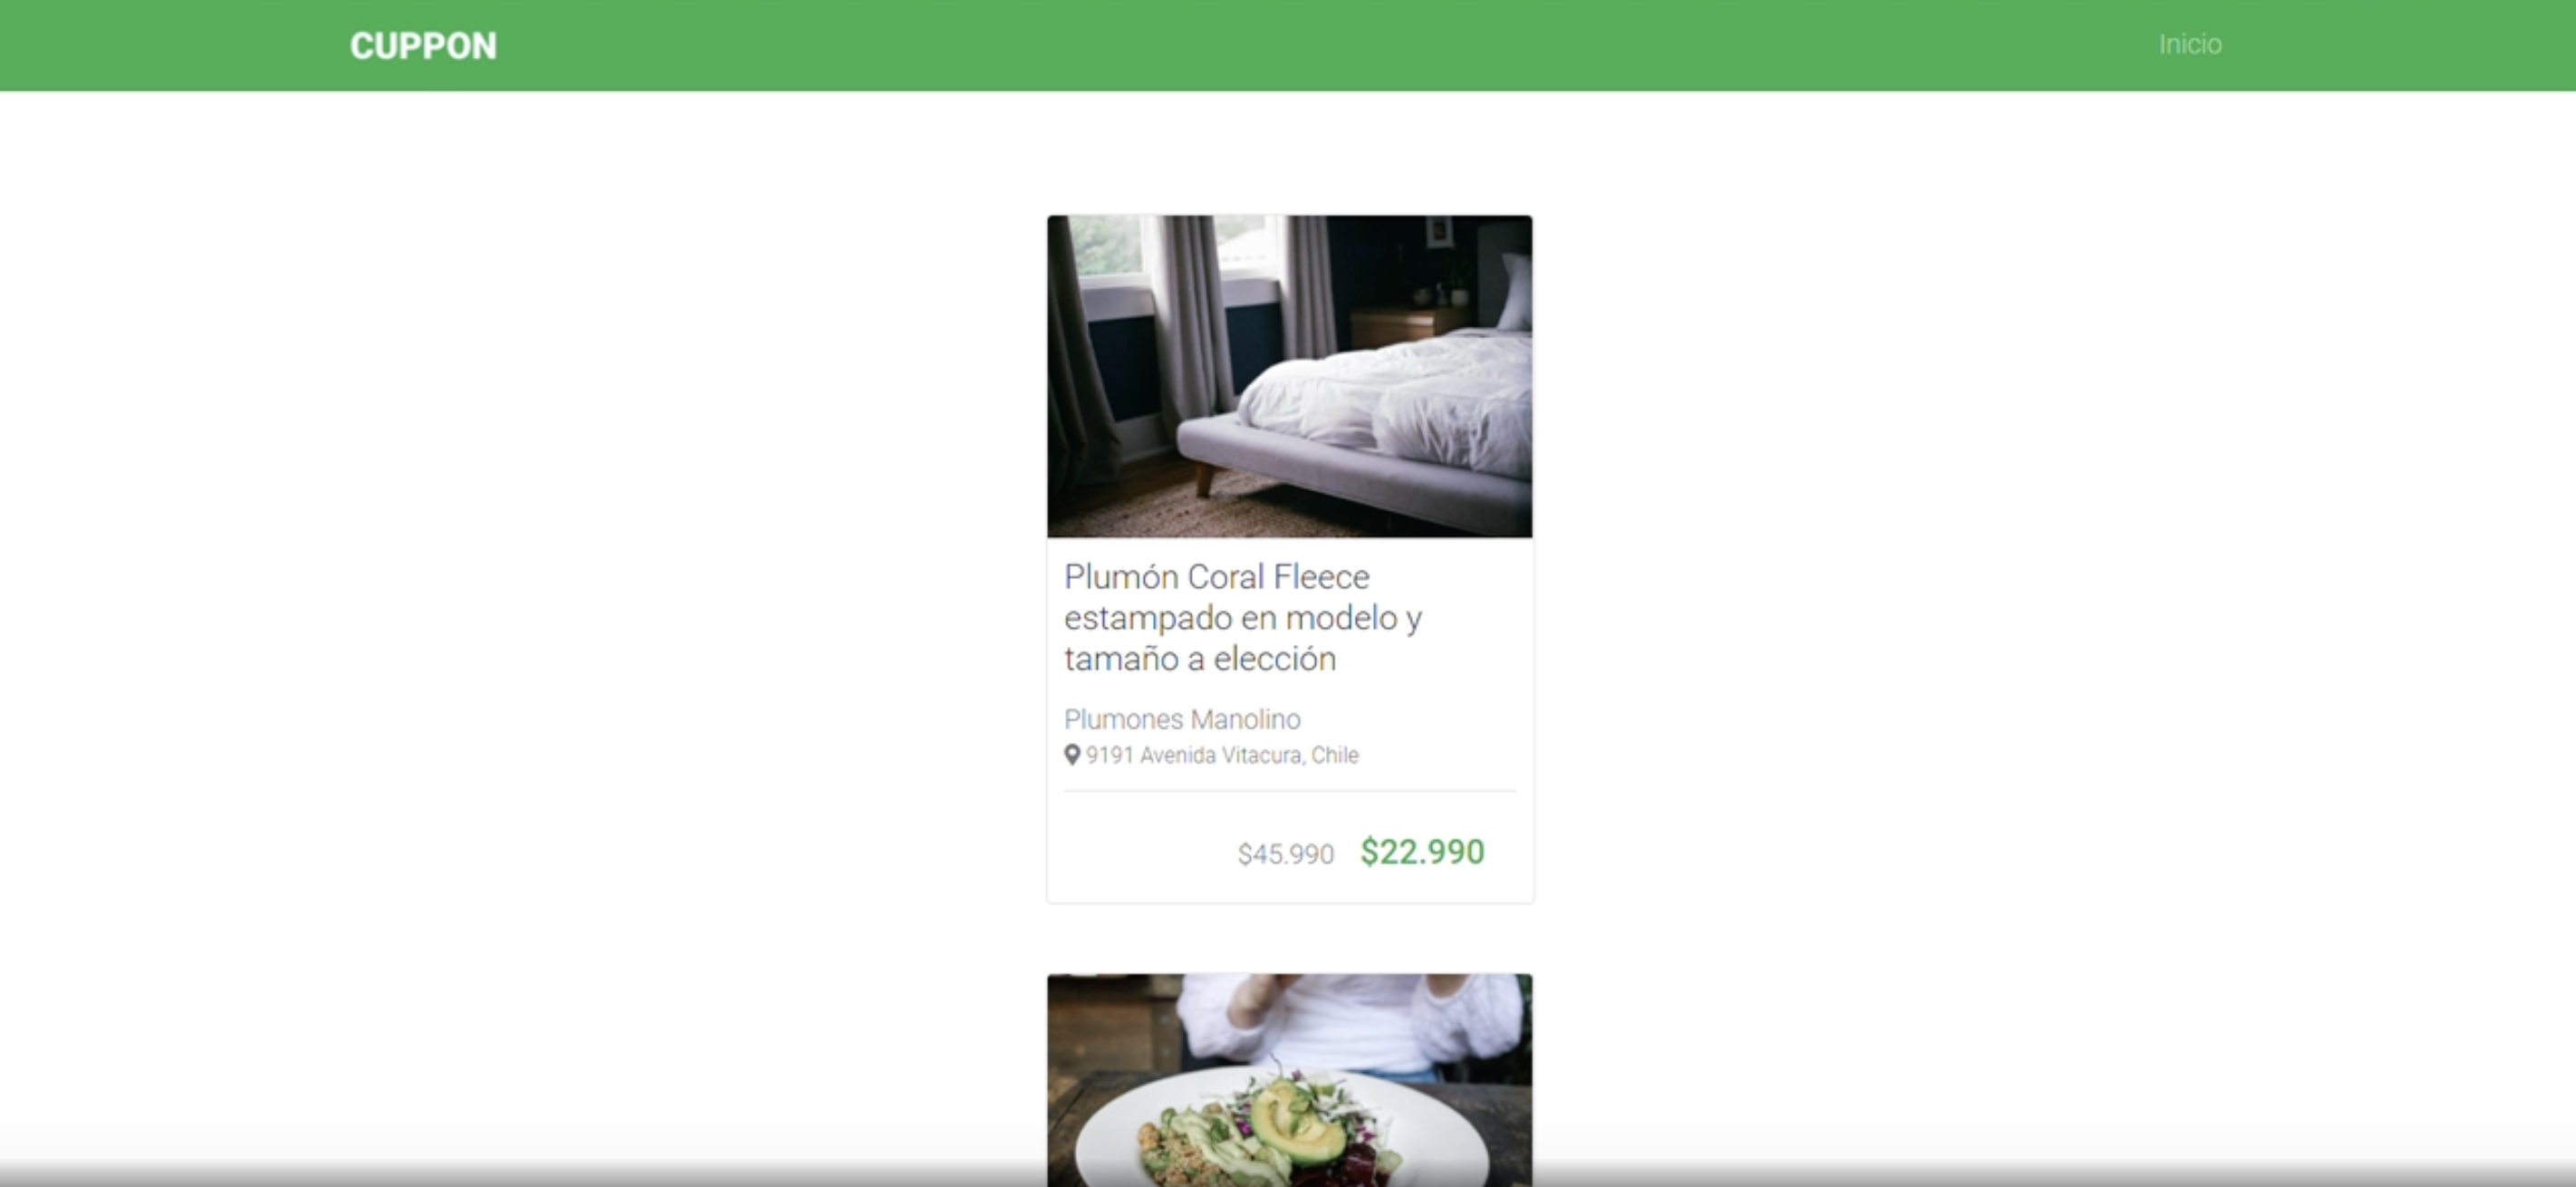 CUPPON
Inicio
Plumón Coral Fleece
estampado en modelo y
tamaño a elección
Plumones Manolino
9191 Avenida Vitacura, Chile
$45.990 $22.990